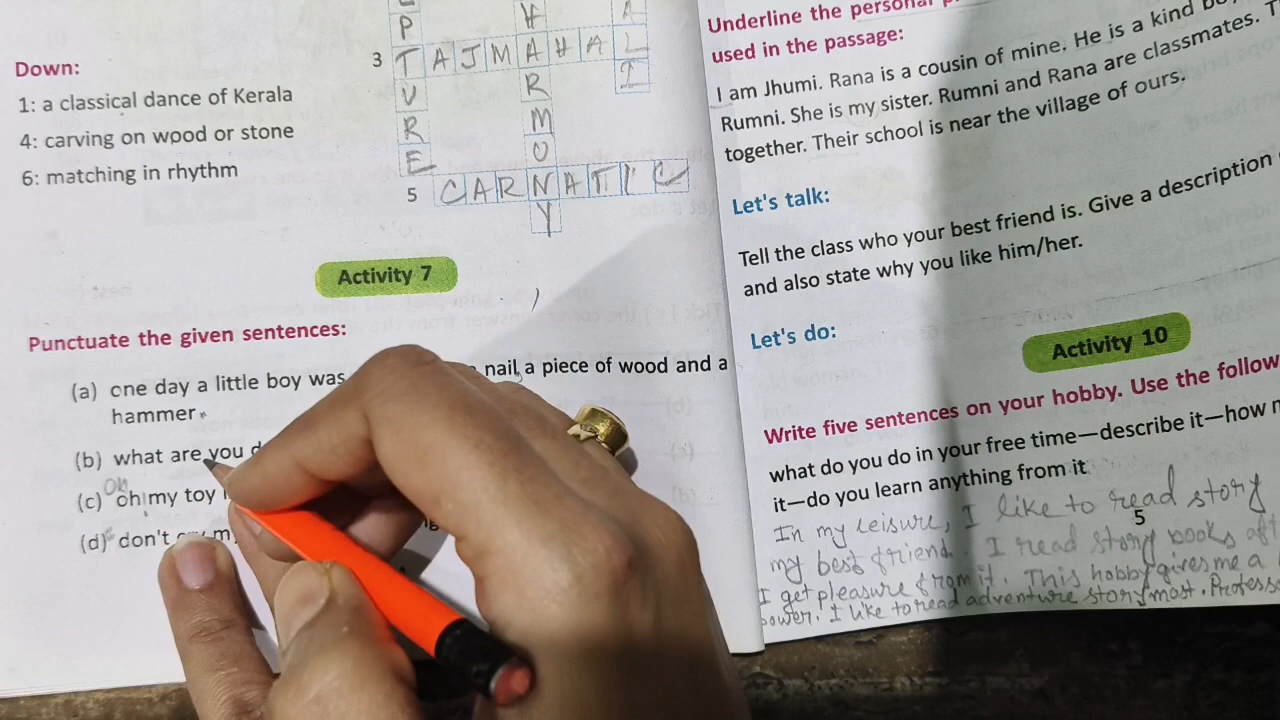 Down:
1: a classical dance of Kerala
4: carving on wood or stone
6: matching in rhythm
P
T
U
R
E
3 TAJMAHAL
I
H
A
R
M
O
N
Y
5 CARNATIC
Activity 7
Punctuate the given sentences:
(a) one day a little boy was nail, a piece of wood and a
hammer.
(b) what are you
(c) oh! my toy
(d) don't
Underline the personal
used in the passage:
I am Jhumi. Rana is a cousin of mine. He is a kind
Rumni. She is my sister. Rumni and Rana are classmates.
together. Their school is near the village of ours.
Let's talk:
Tell the class who your best friend is. Give a description
and also state why you like him/her.
Let's do:
Activity 10
Write five sentences on your hobby. Use the follow
what do you do in your free time—describe it—how
it—do you learn anything from it
5
In my leisure, I like to read story
my best friend. I read story books
I get pleasure from it. This hobby gives me a
power. I like to read adventure story most.